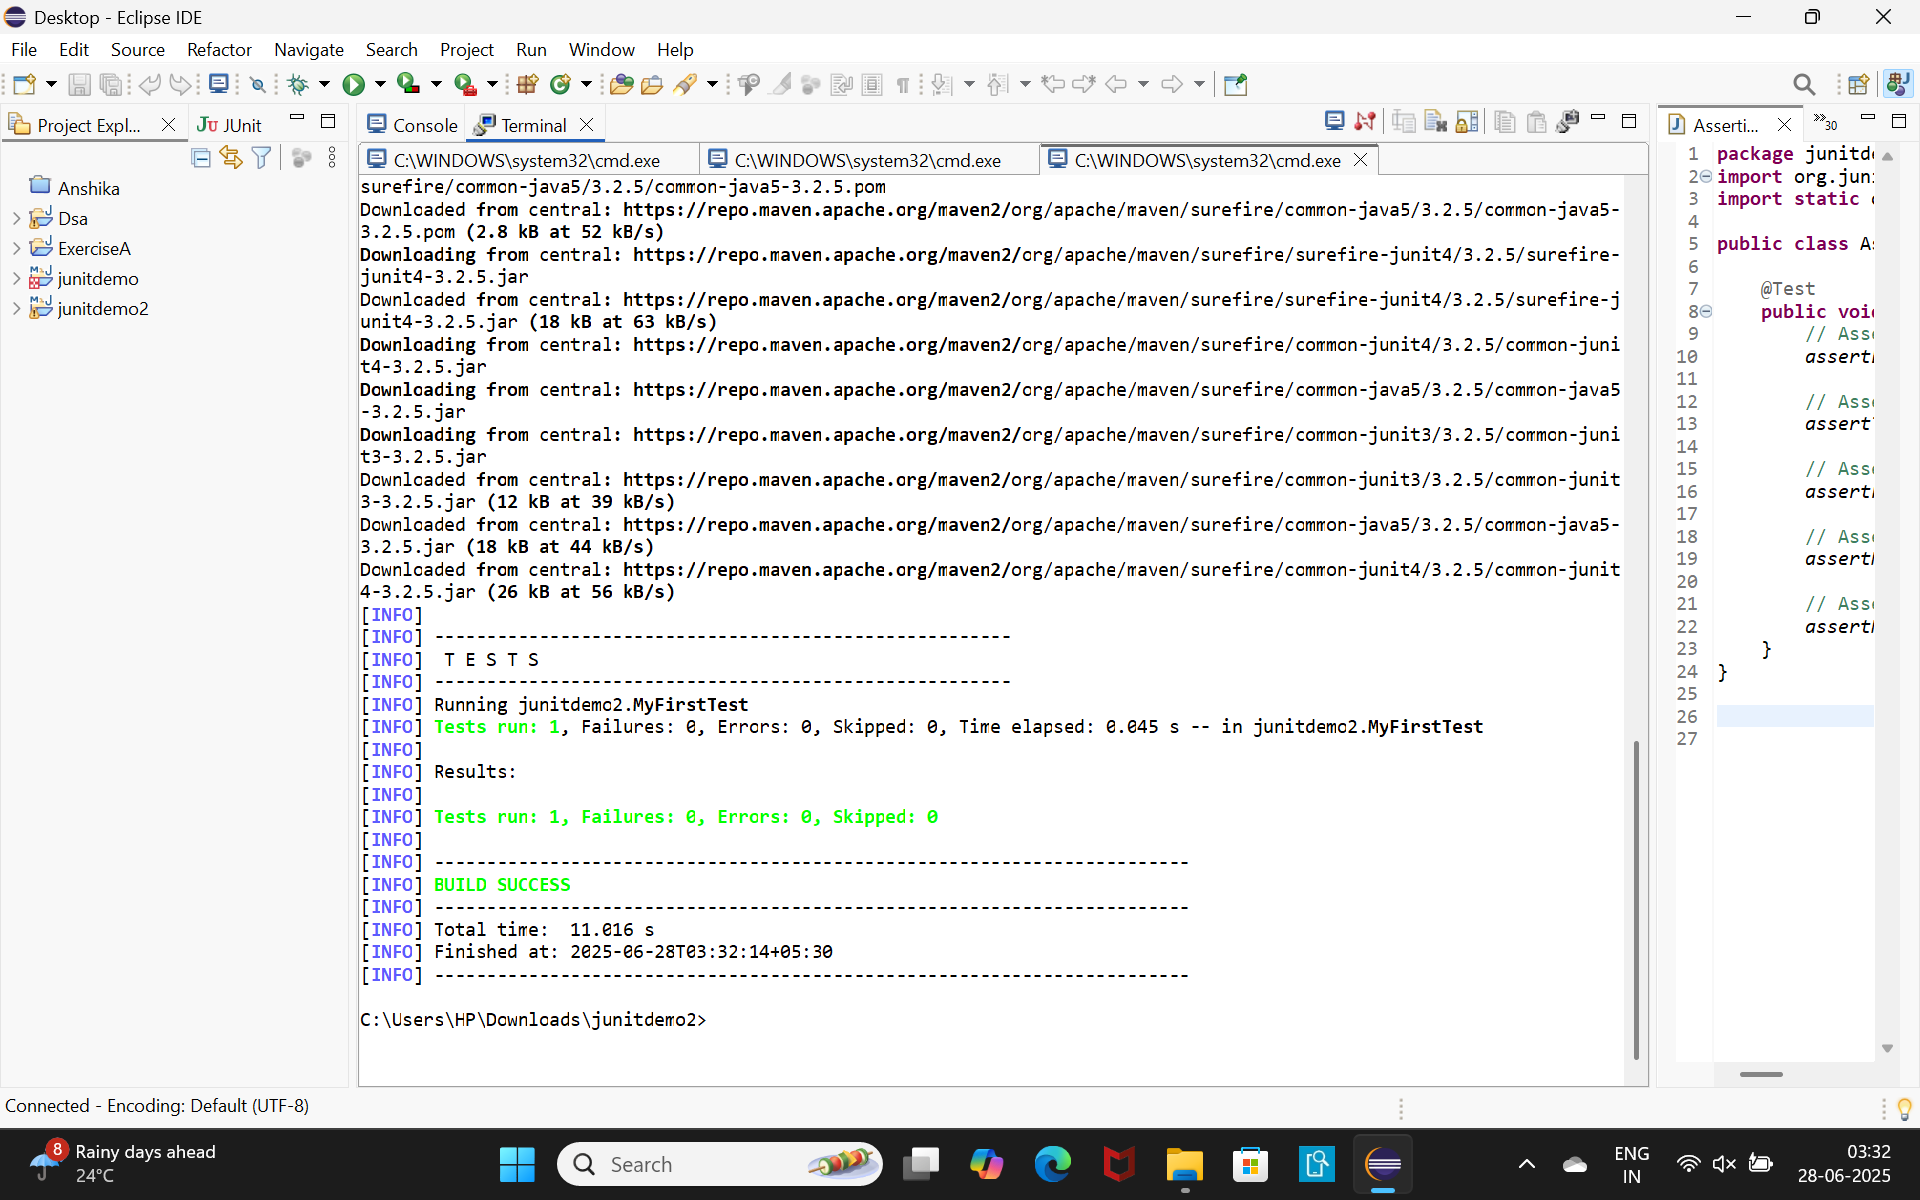 Desktop - Eclipse IDE
File Edit Source Refactor Navigate Search Project Run Window Help
Project Expl... JUnit
Anshika
Dsa
ExerciseA
junitdemo
junitdemo2
Console Terminal
C:\WINDOWS\system32\cmd.exe C:\WINDOWS\system32\cmd.exe C:\WINDOWS\system32\cmd.exe
surefire/common-java5/3.2.5/common-java5-3.2.5.pom
Downloaded from central: https://repo.maven.apache.org/maven2/org/apache/maven/surefire/common-java5/3.2.5/common-java5-
3.2.5.pom (2.8 kB at 52 kB/s)
Downloading from central: https://repo.maven.apache.org/maven2/org/apache/maven/surefire/surefire-junit4/3.2.5/surefire-
junit4-3.2.5.jar
Downloaded from central: https://repo.maven.apache.org/maven2/org/apache/maven/surefire/surefire-junit4/3.2.5/surefire-j
unit4-3.2.5.jar (18 kB at 63 kB/s)
Downloading from central: https://repo.maven.apache.org/maven2/org/apache/maven/surefire/common-junit4/3.2.5/common-juni
t4-3.2.5.jar
Downloading from central: https://repo.maven.apache.org/maven2/org/apache/maven/surefire/common-java5/3.2.5/common-java5
-3.2.5.jar
Downloading from central: https://repo.maven.apache.org/maven2/org/apache/maven/surefire/common-junit3/3.2.5/common-juni
t3-3.2.5.jar
Downloaded from central: https://repo.maven.apache.org/maven2/org/apache/maven/surefire/common-junit3/3.2.5/common-junit
3-3.2.5.jar (12 kB at 39 kB/s)
Downloaded from central: https://repo.maven.apache.org/maven2/org/apache/maven/surefire/common-java5/3.2.5/common-java5-
3.2.5.jar (18 kB at 44 kB/s)
Downloaded from central: https://repo.maven.apache.org/maven2/org/apache/maven/surefire/common-junit4/3.2.5/common-junit
4-3.2.5.jar (26 kB at 56 kB/s)
[INFO]
[INFO] -------------------------------------------------------
[INFO]  T E S T S
[INFO] -------------------------------------------------------
[INFO] Running junitdemo2.MyFirstTest
[INFO] Tests run: 1, Failures: 0, Errors: 0, Skipped: 0, Time elapsed: 0.045 s -- in junitdemo2.MyFirstTest
[INFO]
[INFO] Results:
[INFO]
[INFO] Tests run: 1, Failures: 0, Errors: 0, Skipped: 0
[INFO]
[INFO] ------------------------------------------------------------------------
[INFO] BUILD SUCCESS
[INFO] ------------------------------------------------------------------------
[INFO] Total time:  11.016 s
[INFO] Finished at: 2025-06-28T03:32:14+05:30
[INFO] ------------------------------------------------------------------------
C:\Users\HP\Downloads\junitdemo2>
Asserti... »30
1 package junitd
2 import org.juni
3 import static
4
5 public class As
6
7 @Test
8 public voi
9 // Ass
10 assert
11
12 // Ass
13 assert
14
15 // Ass
16 assert
17
18 // Ass
19 assert
20
21 // Ass
22 assert
23 }
24 }
25
26
27
Connected - Encoding: Default (UTF-8)
8 Rainy days ahead
24°C
Search
ENG
IN
03:32
28-06-2025